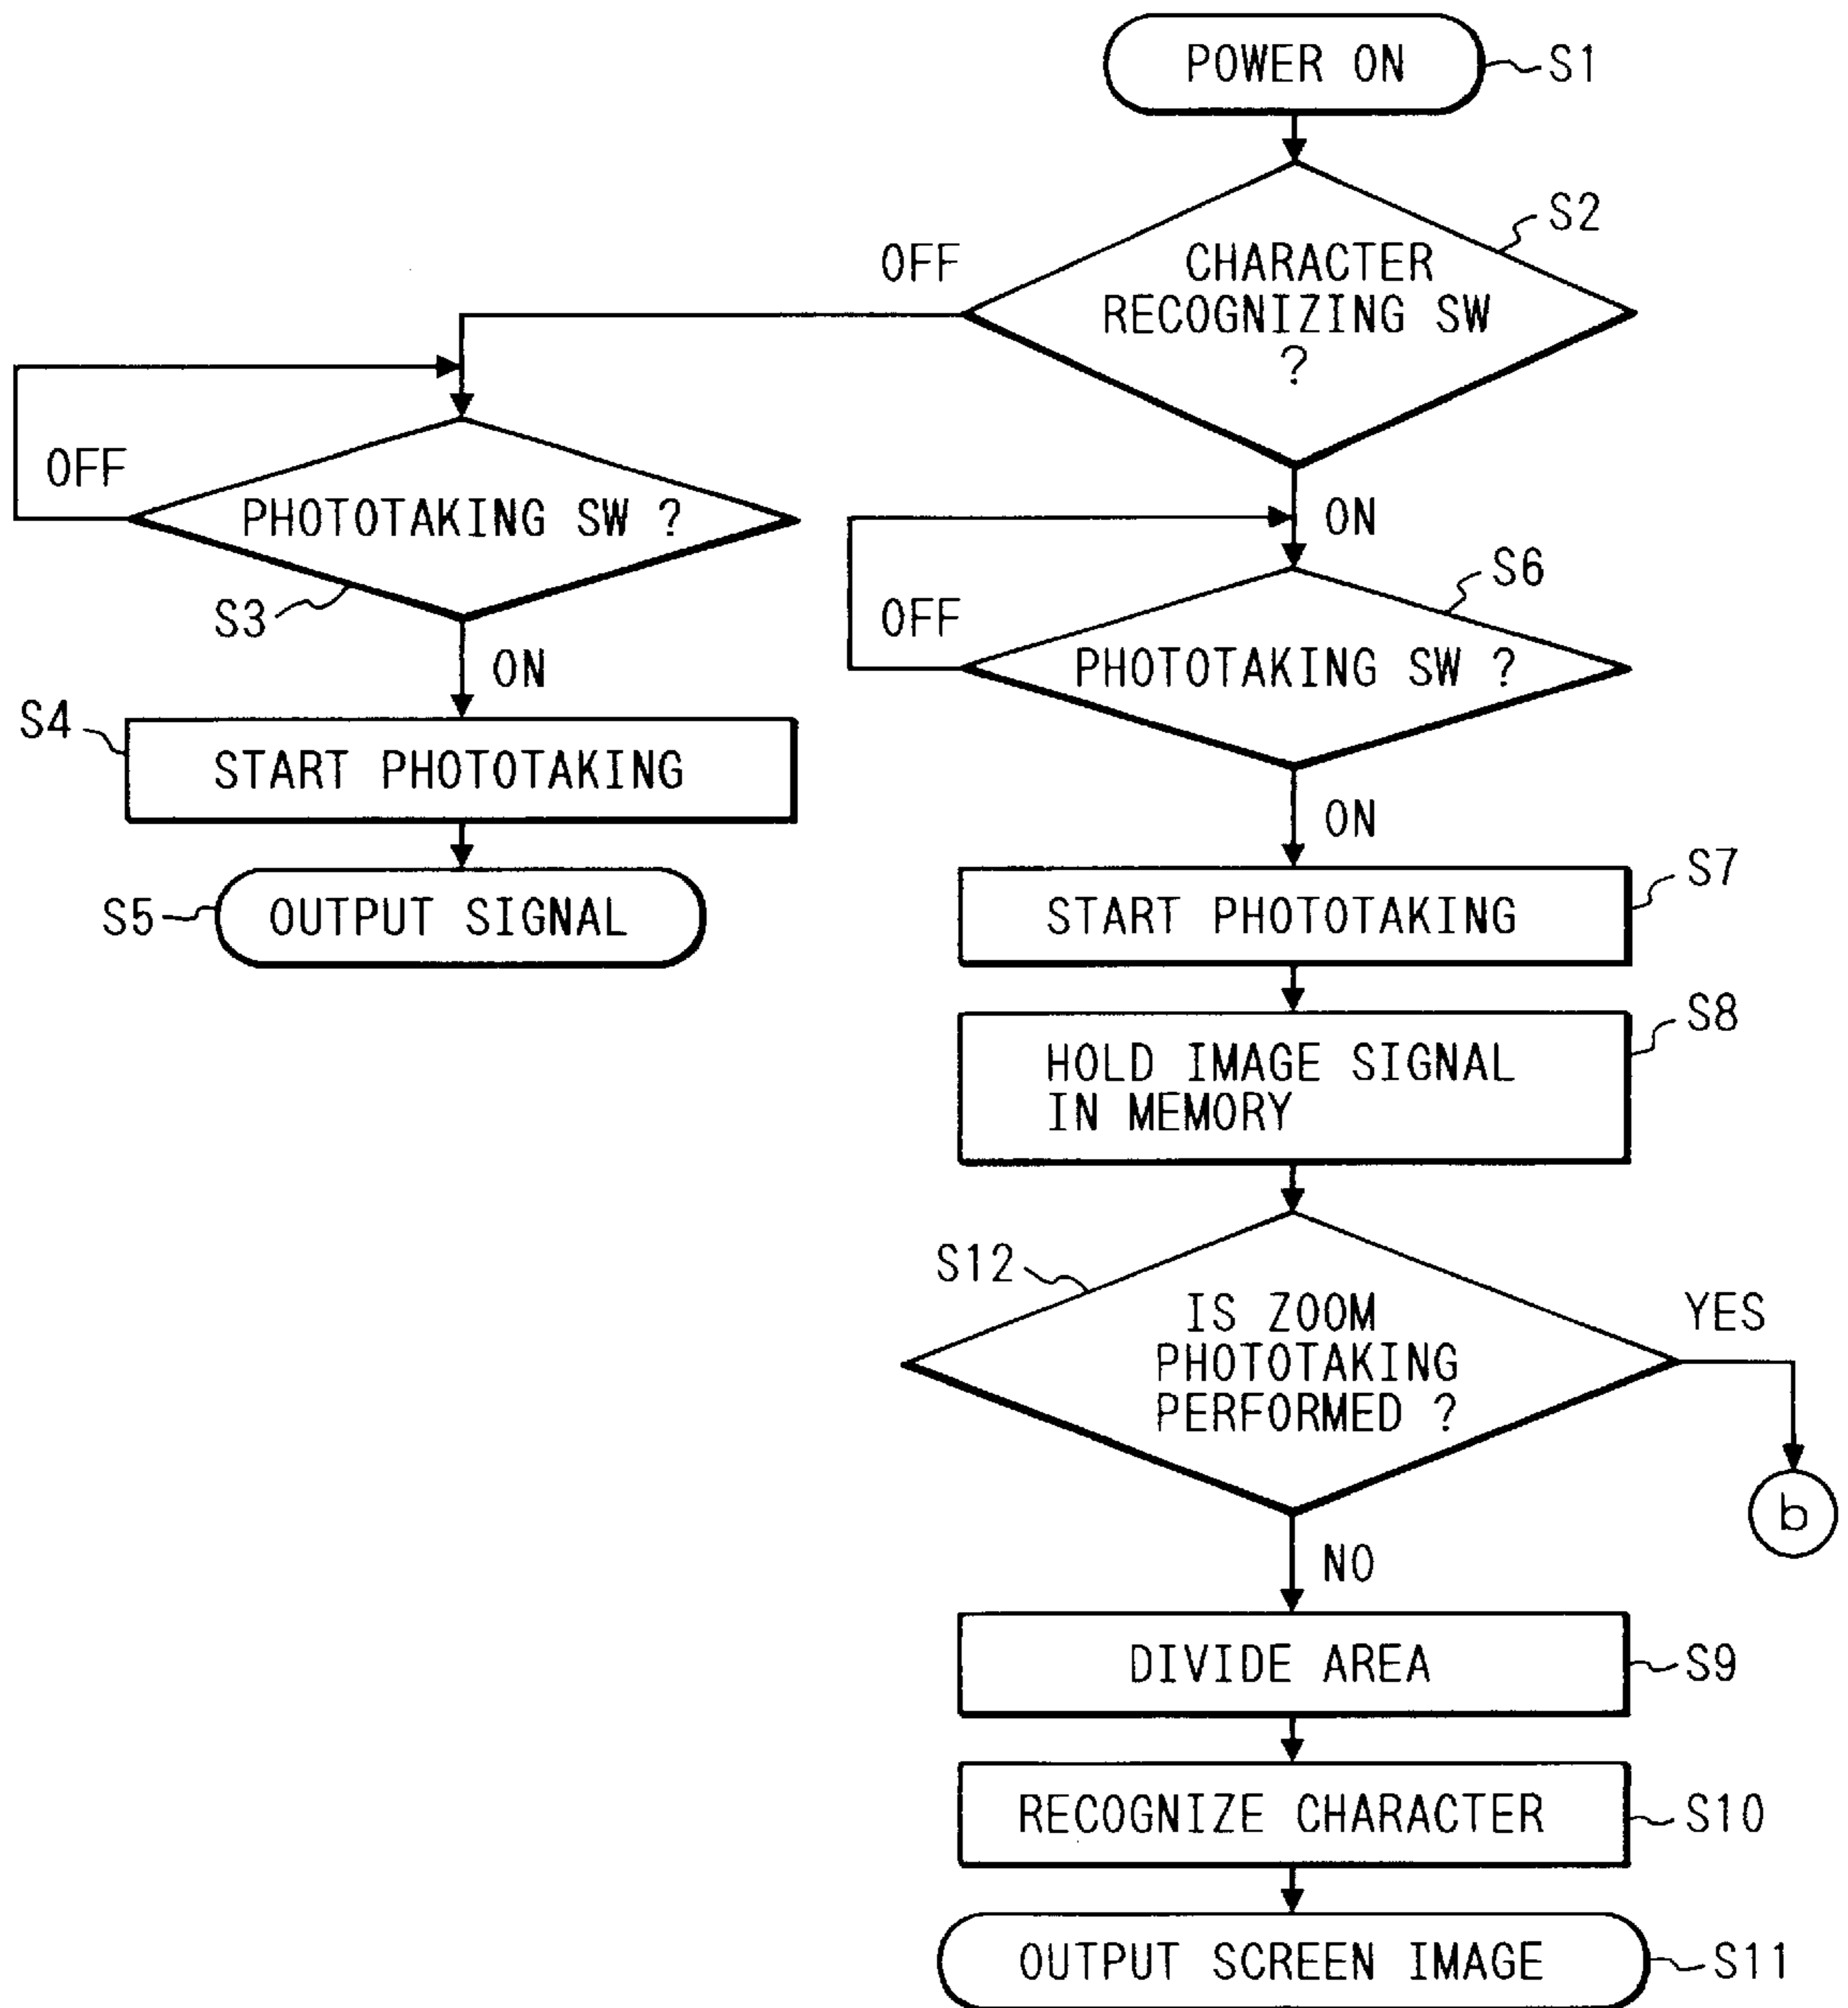 POWER ON
S1
S2
OFF
CHARACTER
RECOGNIZING SW
?
OFF
PHOTOTAKING SW ?
S3
ON
ON
S6
OFF
PHOTOTAKING SW ?
S4
START PHOTOTAKING
ON
S5
OUTPUT SIGNAL
S7
START PHOTOTAKING
S8
HOLD IMAGE SIGNAL
IN MEMORY
S12
IS ZOOM
PHOTOTAKING
PERFORMED ?
YES
b
NO
DIVIDE AREA
S9
RECOGNIZE CHARACTER
S10
OUTPUT SCREEN IMAGE
S11